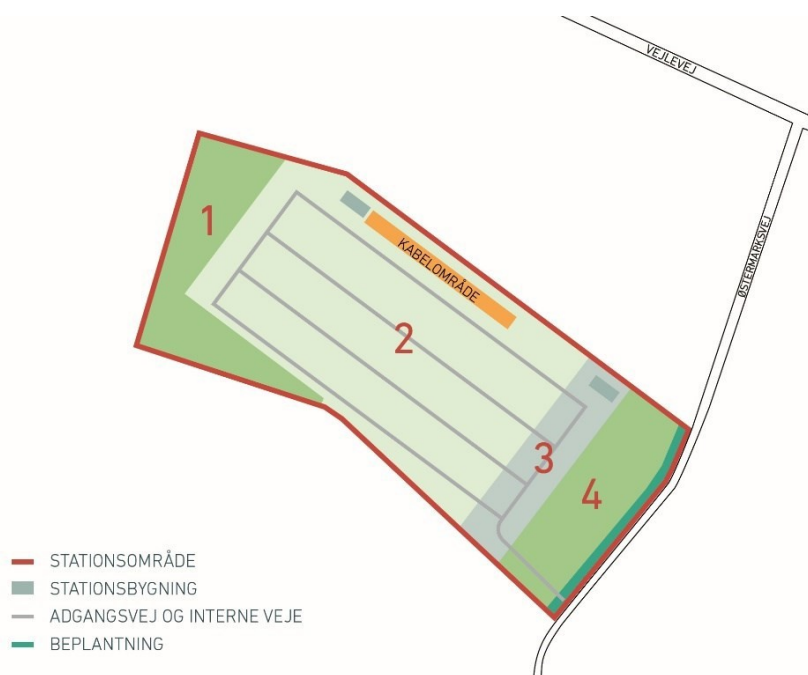 VEJLEVEJ
ØSTERMARKSVEJ
1
KABELOMRÅDE
2
3
4
STATIONSOMRÅDE
STATIONSBYGNING
ADGANGSVEJ OG INTERNE VEJE
BEPLANTNING